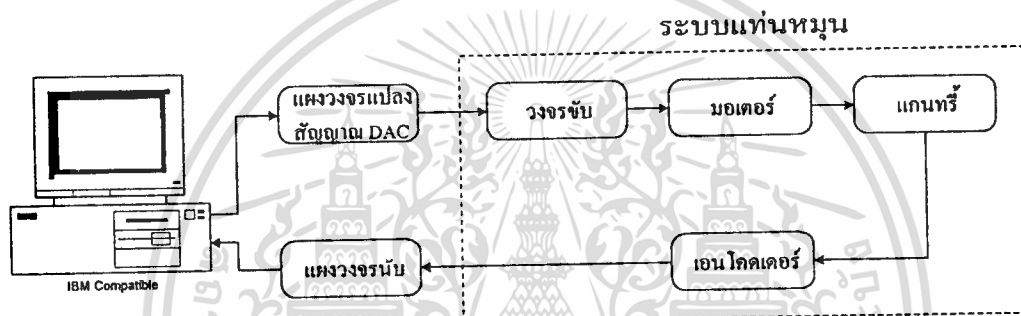 ระบบแท่นหมุน
แผงวงจรแปลง
สัญญาณ DAC
วงจรขับ
มอเตอร์
แกนทรี้
แผงวงจรนับ
เอนโคดเดอร์
IBM Compatible